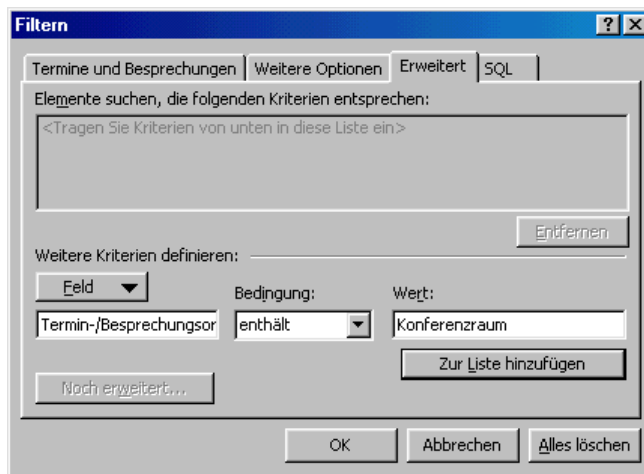 Filtern
Termine und Besprechungen Weitere Optionen Erweitert SQL
Elemente suchen, die folgenden Kriterien entsprechen:
<Tragen Sie Kriterien von unten in diese Liste ein>
Entfernen
Weitere Kriterien definieren:
Feld Bedingung: Wert:
Termin-/Besprechungsor enthält Konferenzraum
Zur Liste hinzufügen
Noch erweitert...
OK Abbrechen Alles löschen